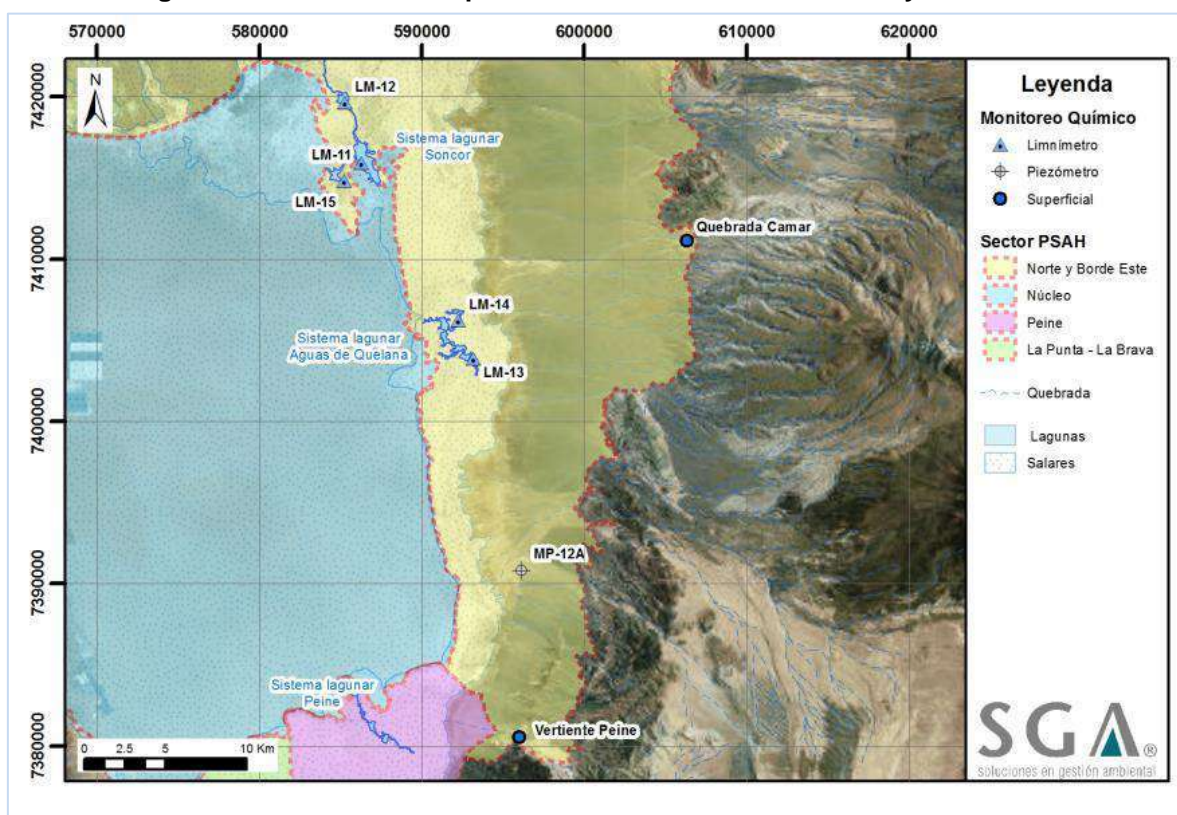 570000 580000 590000 600000 610000 620000
7420000
7410000
7400000
7390000
7380000
N
LM-12
LM-11
Sistema lagunar
Soncor
LM-15
Quebrada Camar
LM-14
Sistema lagunar
Aguas de Quelana
LM-13
MP-12A
Sistema lagunar
Peine
Vertiente Peine
0 2.5 5 10 Km
Leyenda
Monitoreo Químico
Limnímetro
Piezómetro
Superficial
Sector PSAH
Norte y Borde Este
Núcleo
Peine
La Punta - La Brava
Quebrada
Lagunas
Salares
SGA®
soluciones en gestión ambiental